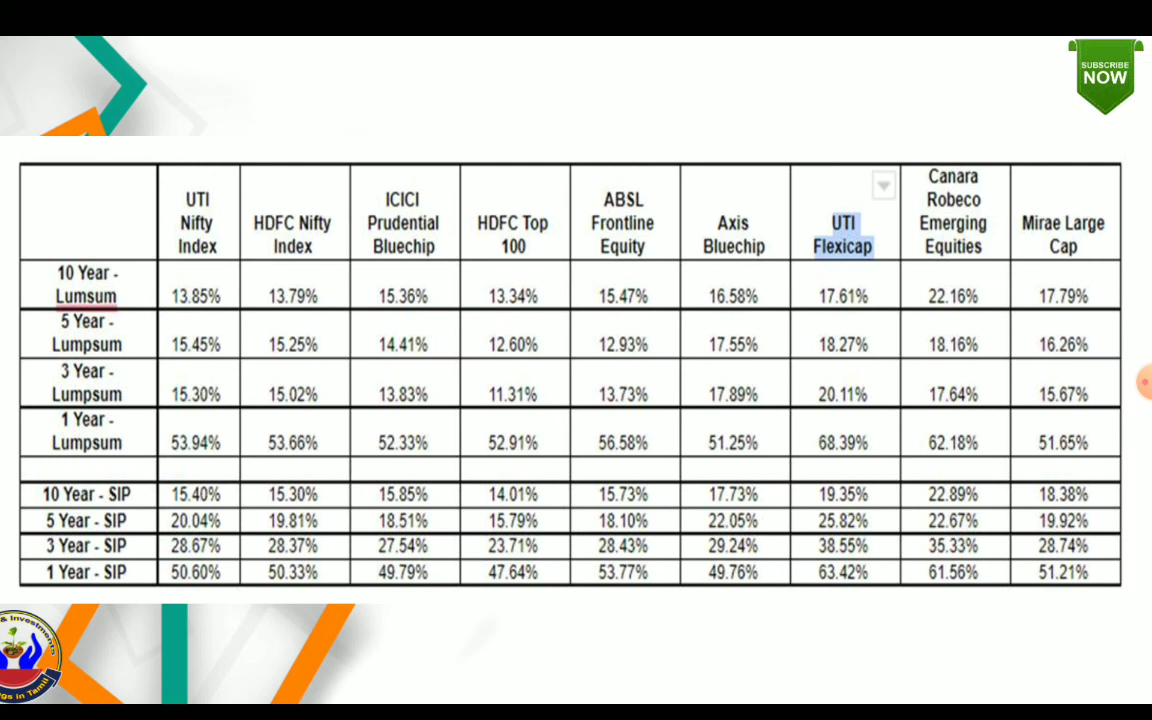 SUBSCRIBE
NOW
UTI Nifty Index HDFC Nifty Index ICICI Prudential Bluechip HDFC Top 100 ABSL Frontline Equity Axis Bluechip UTI Flexicap Canara Robeco Emerging Equities Mirae Large Cap
10 Year - Lumsum 13.85% 13.79% 15.36% 13.34% 15.47% 16.58% 17.61% 22.16% 17.79%
5 Year - Lumpsum 15.45% 15.25% 14.41% 12.60% 12.93% 17.55% 18.27% 18.16% 16.26%
3 Year - Lumpsum 15.30% 15.02% 13.83% 11.31% 13.73% 17.89% 20.11% 17.64% 15.67%
1 Year - Lumpsum 53.94% 53.66% 52.33% 52.91% 56.58% 51.25% 68.39% 62.18% 51.65%
10 Year - SIP 15.40% 15.30% 15.85% 14.01% 15.73% 17.73% 19.35% 22.89% 18.38%
5 Year - SIP 20.04% 19.81% 18.51% 15.79% 18.10% 22.05% 25.82% 22.67% 19.92%
3 Year - SIP 28.67% 28.37% 27.54% 23.71% 28.43% 29.24% 38.55% 35.33% 28.74%
1 Year - SIP 50.60% 50.33% 49.79% 47.64% 53.77% 49.76% 63.42% 61.56% 51.21%
& Investments
gs in Tamil